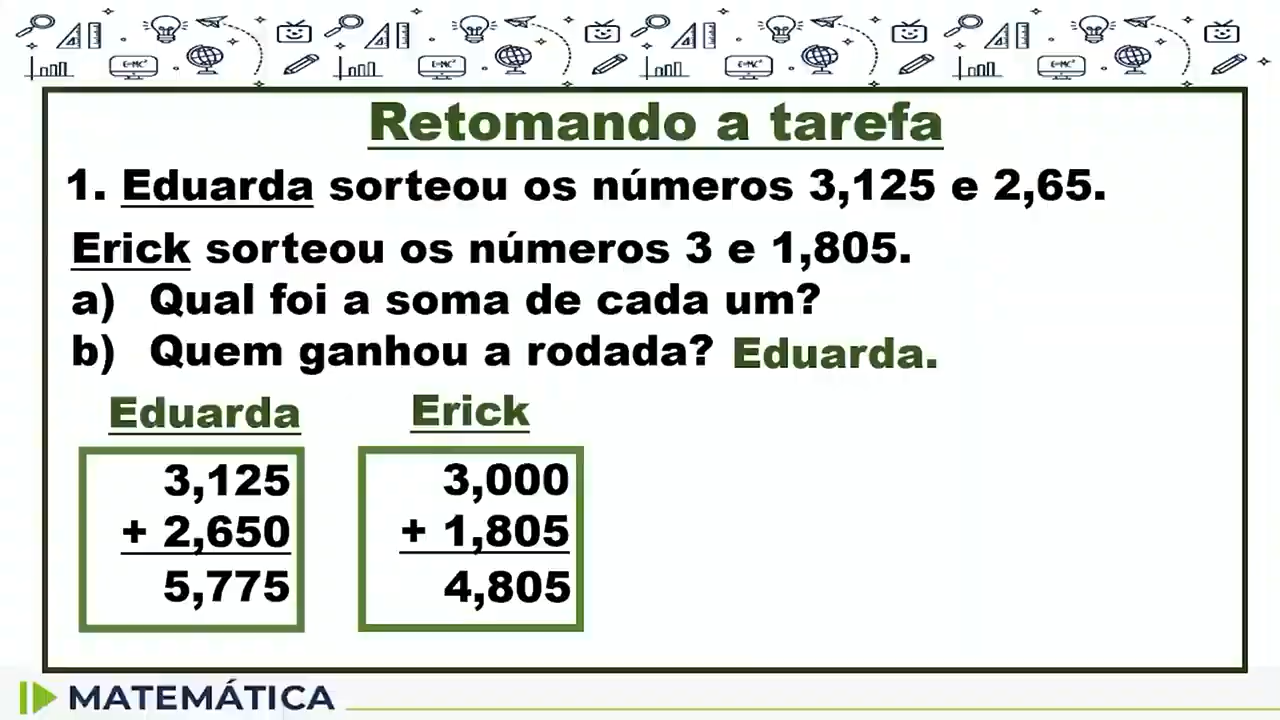 Retomando a tarefa
1. Eduarda sorteou os números 3,125 e 2,65.
Erick sorteou os números 3 e 1,805.
a) Qual foi a soma de cada um?
b) Quem ganhou a rodada? Eduarda.
Eduarda
3,125
+ 2,650
5,775
Erick
3,000
+ 1,805
4,805
MATEMÁTICA